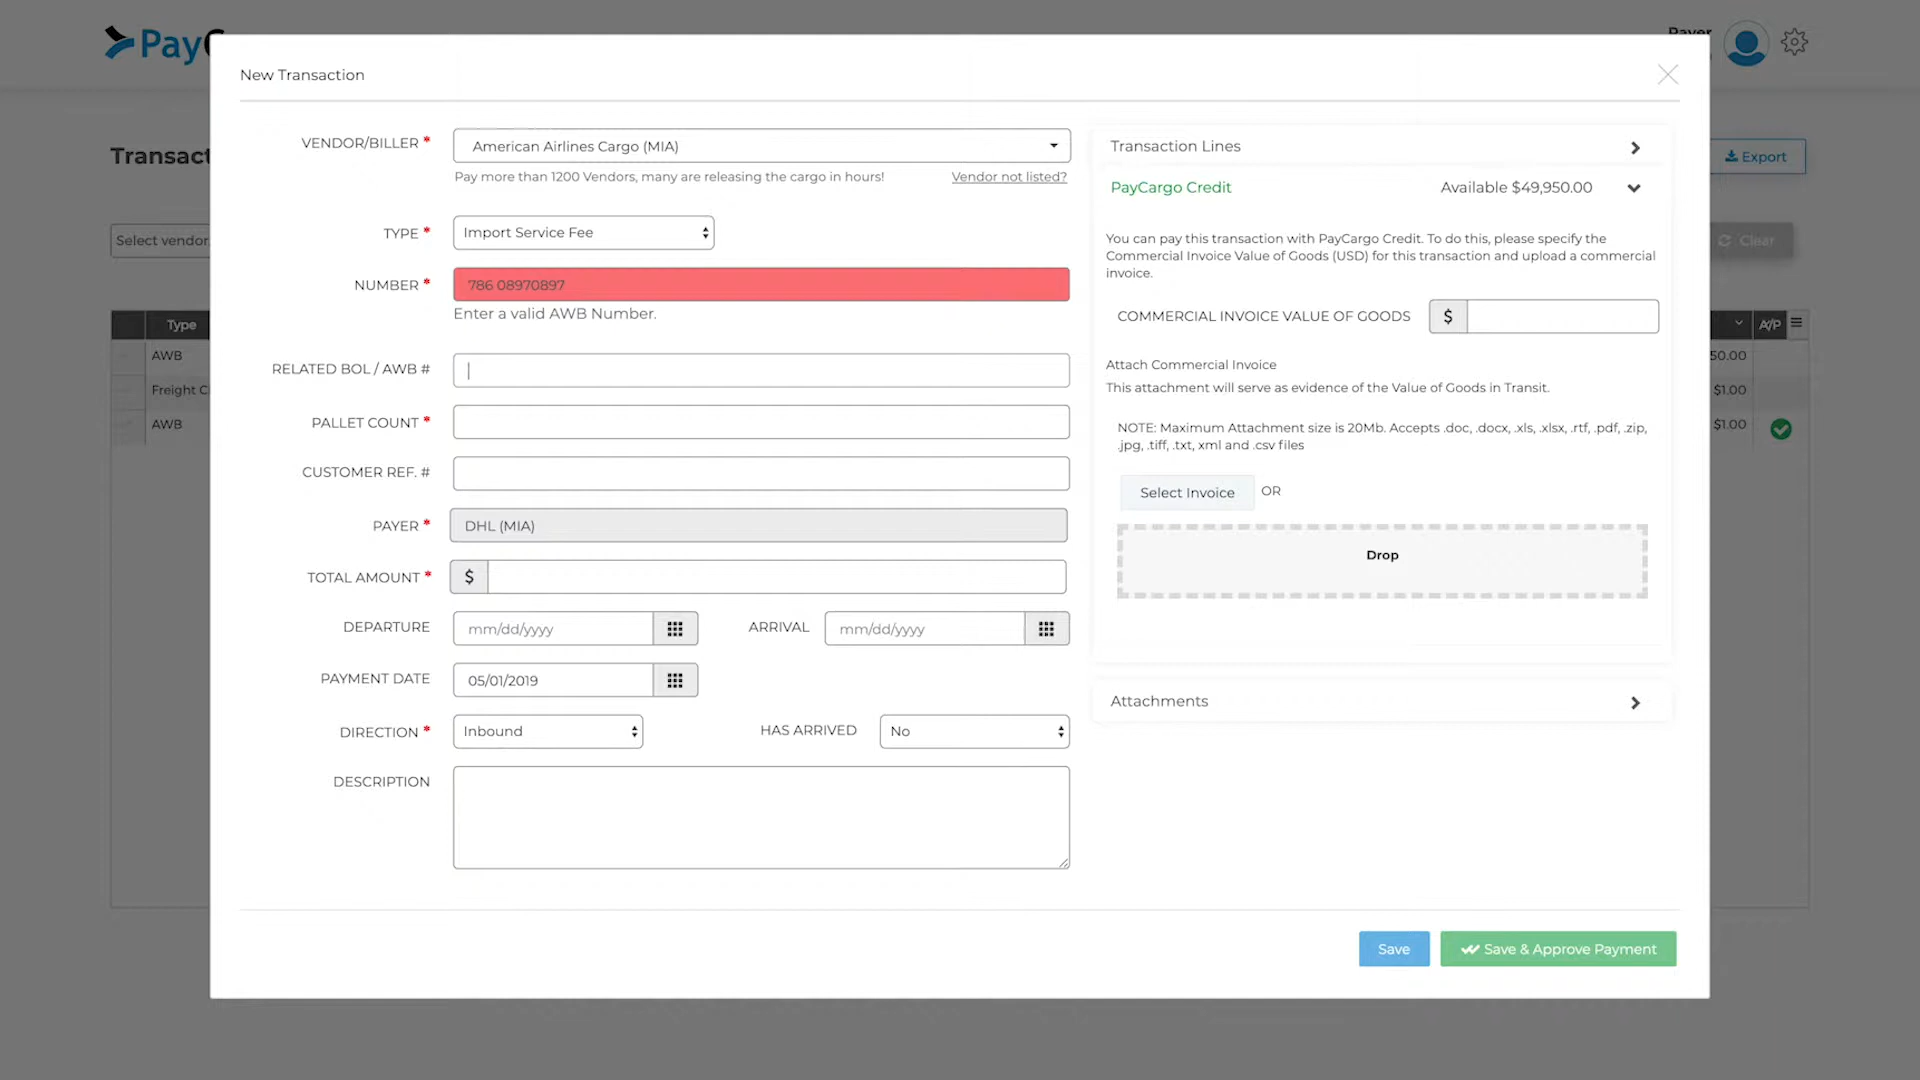 Pay
Payer
New Transaction
Transact
Export
Select vendor
Clear
Type
A/P
AWB
50.00
Freight C
$1.00
AWB
$1.00
VENDOR/BILLER *
American Airlines Cargo (MIA)
Pay more than 1200 Vendors, many are releasing the cargo in hours!
Vendor not listed?
TYPE *
Import Service Fee
NUMBER *
786 08970897
Enter a valid AWB Number.
RELATED BOL / AWB #
PALLET COUNT *
CUSTOMER REF. #
PAYER *
DHL (MIA)
TOTAL AMOUNT *
$
DEPARTURE
mm/dd/yyyy
ARRIVAL
mm/dd/yyyy
PAYMENT DATE
05/01/2019
DIRECTION *
Inbound
HAS ARRIVED
No
DESCRIPTION
Transaction Lines
PayCargo Credit
Available $49,950.00
You can pay this transaction with PayCargo Credit. To do this, please specify the
Commercial Invoice Value of Goods (USD) for this transaction and upload a commercial
invoice.
COMMERCIAL INVOICE VALUE OF GOODS
$
Attach Commercial Invoice
This attachment will serve as evidence of the Value of Goods in Transit.
NOTE: Maximum Attachment size is 20Mb. Accepts .doc, .docx, .xls, .xlsx, .rtf, .pdf, .zip,
.jpg, .tiff, .txt, xml and .csv files
Select Invoice
OR
Drop
Attachments
Save
Save & Approve Payment